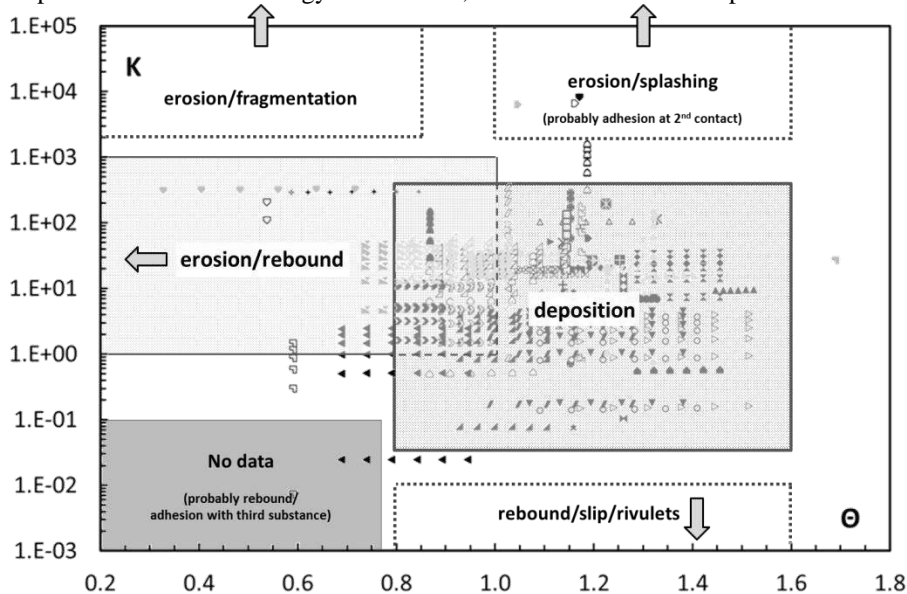 1.E+05
K
1.E+04
erosion/fragmentation
erosion/splashing
(probably adhesion at 2nd contact)
1.E+03
1.E+02
erosion/rebound
1.E+01
deposition
1.E+00
1.E-01
No data
1.E-02
(probably rebound/
adhesion with third substance)
rebound/slip/rivulets
Θ
1.E-03
0.2 0.4 0.6 0.8 1.0 1.2 1.4 1.6 1.8